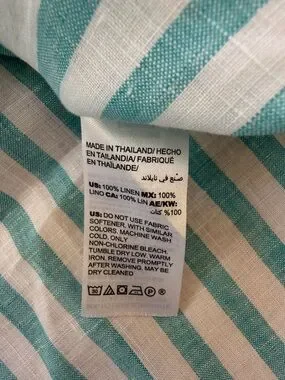 MADE IN THAILAND/ HECHO
EN TAILANDIA/ FABRIQUÉ
EN THAÏLANDE/
صنع في تايلاند
US: 100% LINEN MX: 100%
LINO CA: 100% LIN AE/KW:
100% كتان
US: DO NOT USE FABRIC
SOFTENER, WITH SIMILAR
COLORS. MACHINE WASH
COLD, ONLY
NON-CHLORINE BLEACH,
TUMBLE DRY LOW. WARM
IRON, REMOVE PROMPTLY
AFTER WASHING. MAY BE
DRY CLEANED